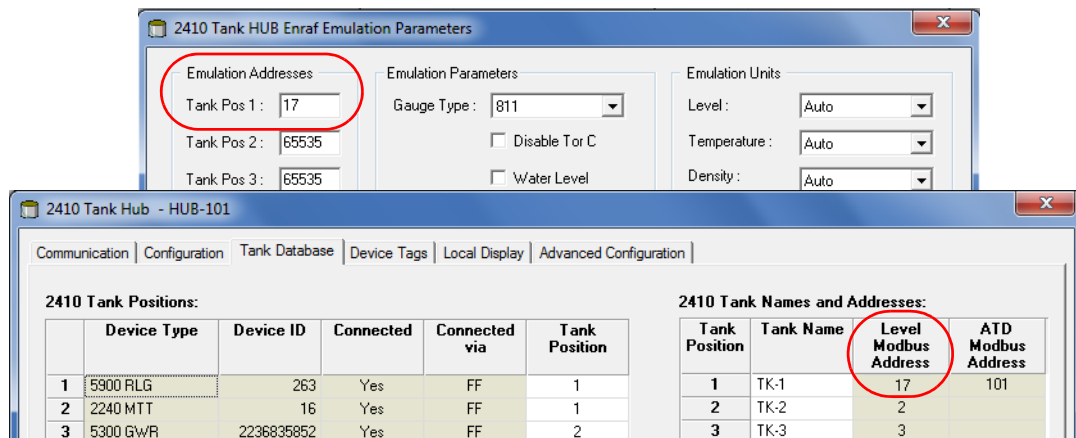 2410 Tank HUB Enraf Emulation Parameters
Emulation Addresses Emulation Parameters Emulation Units
Tank Pos 1 : 17 Gauge Type : 811 Level : Auto
Tank Pos 2 : 65535 Disable Tor C Temperature : Auto
Tank Pos 3 : 65535 Water Level Density : Auto
2410 Tank Hub - HUB-101
Communication Configuration Tank Database Device Tags Local Display Advanced Configuration
2410 Tank Positions: 2410 Tank Names and Addresses:
Device Type Device ID Connected Connected via Tank Position Tank Position Tank Name Level Modbus Address ATD Modbus Address
1 5900 RLG 263 Yes FF 1 1 TK-1 17 101
2 2240 MTT 16 Yes FF 1 2 TK-2 2
3 5300 GWR 2236835852 Yes FF 2 3 TK-3 3